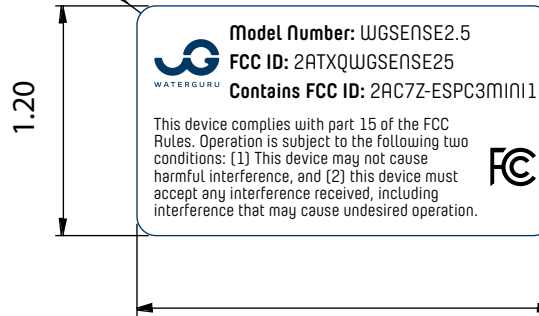 Model Number: WGSENSE2.5
FCC ID: 2ATXQWGSENSE25
WATERGURU
Contains FCC ID: 2AC7Z-ESPC3MINI1
This device complies with part 15 of the FCC
Rules. Operation is subject to the following two
conditions: (1) This device may not cause
harmful interference, and (2) this device must
accept any interference received, including
interference that may cause undesired operation.
FC
1.20